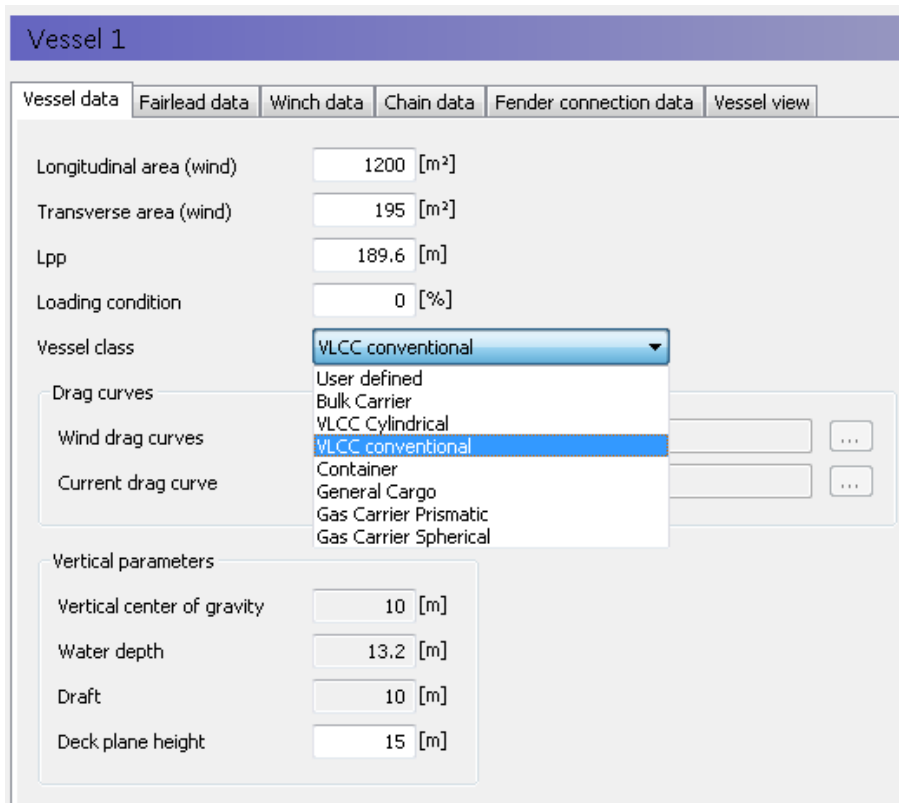 Vessel 1
Vessel data Fairlead data Winch data Chain data Fender connection data Vessel view
Longitudinal area (wind) 1200 [m²]
Transverse area (wind) 195 [m²]
Lpp 189.6 [m]
Loading condition 0 [%]
Vessel class VLCC conventional
User defined
Drag curves
Bulk Carrier
VLCC Cylindrical
Wind drag curves VLCC conventional ...
Container
Current drag curve General Cargo ...
Gas Carrier Prismatic
Gas Carrier Spherical
Vertical parameters
Vertical center of gravity 10 [m]
Water depth 13.2 [m]
Draft 10 [m]
Deck plane height 15 [m]